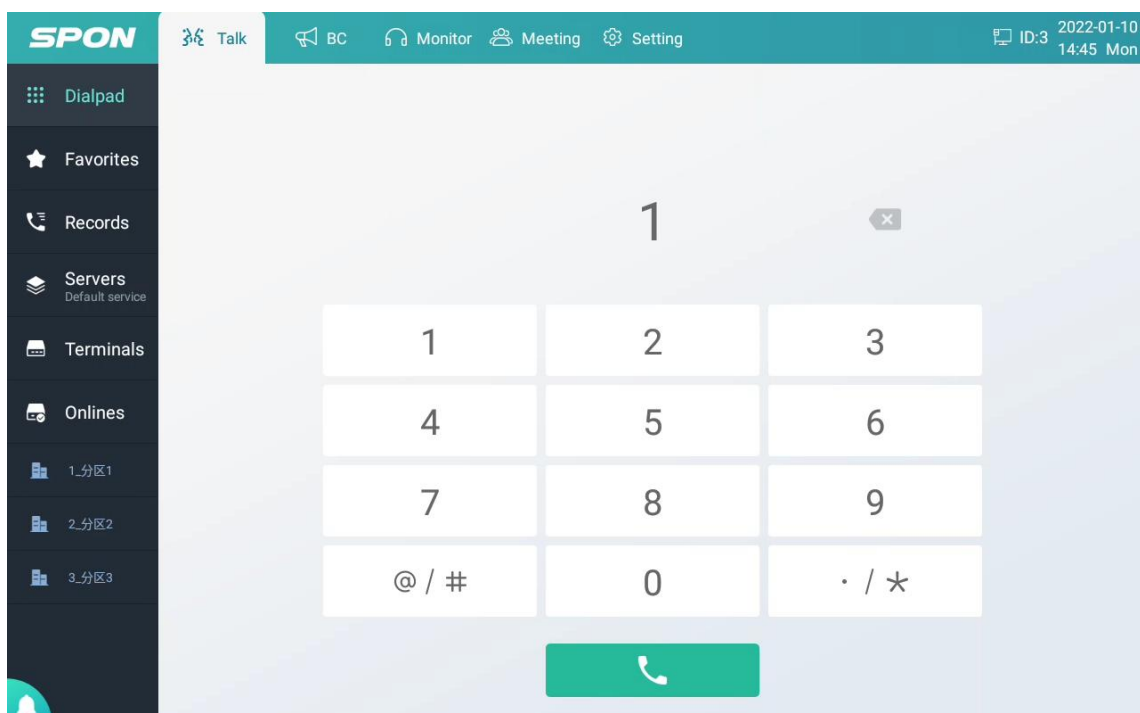 SPON
Talk
BC
Monitor
Meeting
Setting
ID:3
2022-01-10
14:45 Mon
Dialpad
Favorites
Records
Servers
Default service
Terminals
Onlines
1_分区1
2_分区2
3_分区3
1
1 2 3
4 5 6
7 8 9
@ / # 0 · / *